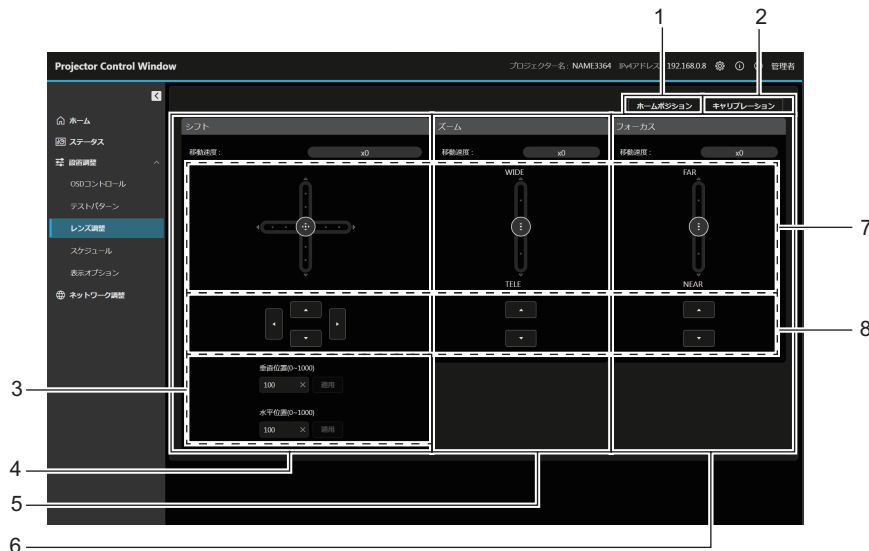 1 2
Projector Control Window プロジェクター名: NAME3364 IPv4アドレス: 192.168.0.8 管理者
ホームポジション キャリブレーション
ホーム
ステータス
設置調整
OSDコントロール
テストパターン
レンズ調整
スケジュール
表示オプション
ネットワーク調整
シフト ズーム フォーカス
移動速度: x0 移動速度: x0 移動速度: x0
WIDE FAR
7
TELE NEAR
8
3
垂直位置(0~1000)
100 × 適用
水平位置(0~1000)
100 × 適用
4
5
6